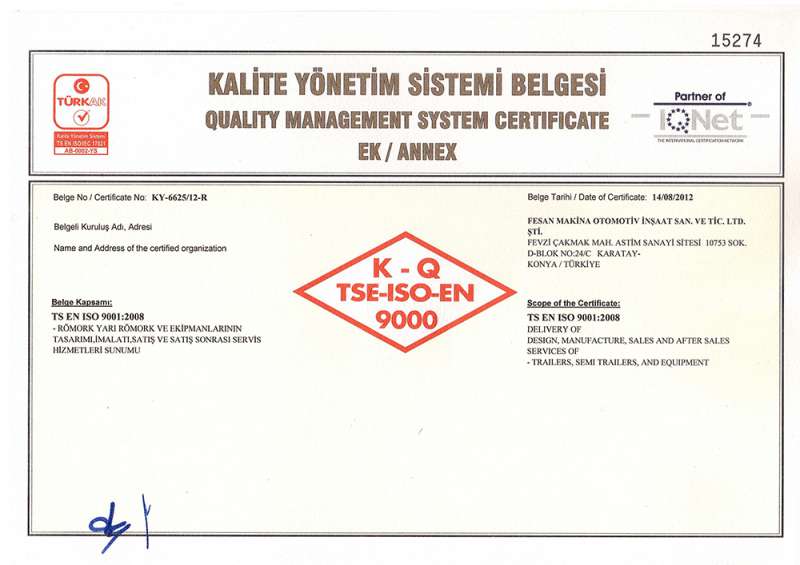 15274
TÜRKAK
Kalite Yönetim Sistemi
TS EN ISO/IEC 17021
AB-0002-YS
KALİTE YÖNETİM SİSTEMİ BELGESİ
QUALITY MANAGEMENT SYSTEM CERTIFICATE
EK / ANNEX
Partner of
IQNet
THE INTERNATIONAL CERTIFICATION NETWORK
Belge No / Certificate No: KY-6625/12-R
Belge Tarihi / Date of Certificate: 14/08/2012
Belgeli Kuruluş Adı, Adresi
Name and Address of the certified organization
FESAN MAKİNA OTOMOTİV İNŞAAT SAN. VE TİC. LTD.
ŞTİ.
FEVZİ ÇAKMAK MAH. ASTİM SANAYİ SİTESİ 10753 SOK.
D-BLOK NO:24/C KARATAY-
KONYA / TÜRKİYE
K - Q
TSE-ISO-EN
9000
Belge Kapsamı:
TS EN ISO 9001:2008
- RÖMORK YARI RÖMORK VE EKİPMANLARININ
TASARIMI,İMALATI,SATIŞ VE SATIŞ SONRASI SERVİS
HİZMETLERİ SUNUMU
Scope of the Certificate:
TS EN ISO 9001:2008
DELIVERY OF
DESIGN, MANUFACTURE, SALES AND AFTER SALES
SERVICES OF
- TRAILERS, SEMI TRAILERS, AND EQUIPMENT